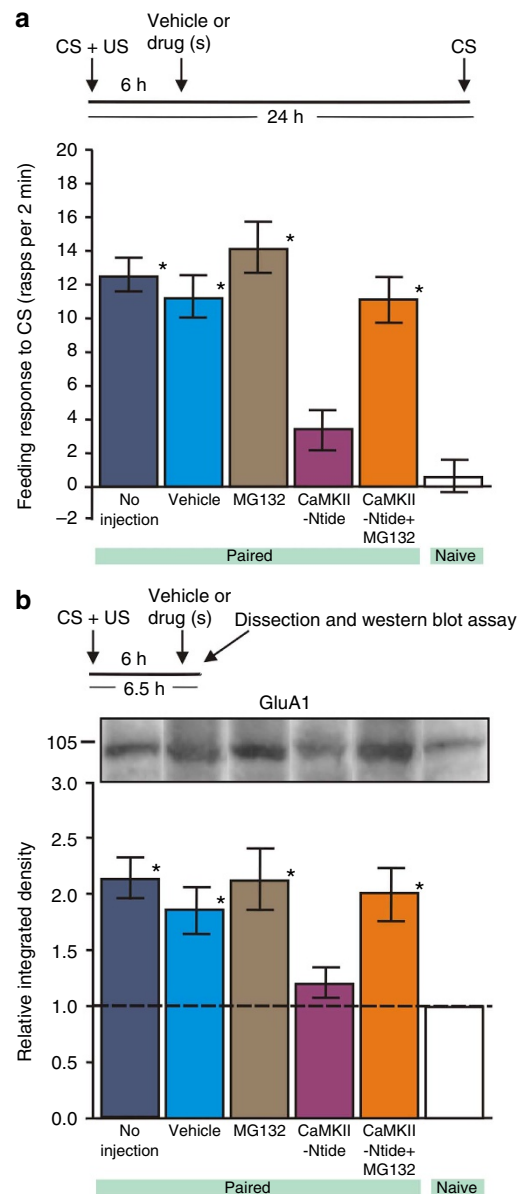 a
Vehicle or
drug (s)
CS + US
CS
6 h
24 h
Feeding response to CS (rasps per 2 min)
20
18
16
14
12
10
8
6
4
2
0
−2
*
*
*
*
No
injection
Vehicle
MG132
CaMKII
-Ntide
CaMKII
-Ntide+
MG132
Paired
Naive
b
Vehicle or
drug (s)
CS + US
Dissection and western blot assay
6 h
6.5 h
GluA1
105
Relative integrated density
3.0
2.5
2.0
1.5
1.0
0.5
0.0
*
*
*
*
No
injection
Vehicle
MG132
CaMKII
-Ntide
CaMKII
-Ntide+
MG132
Paired
Naive